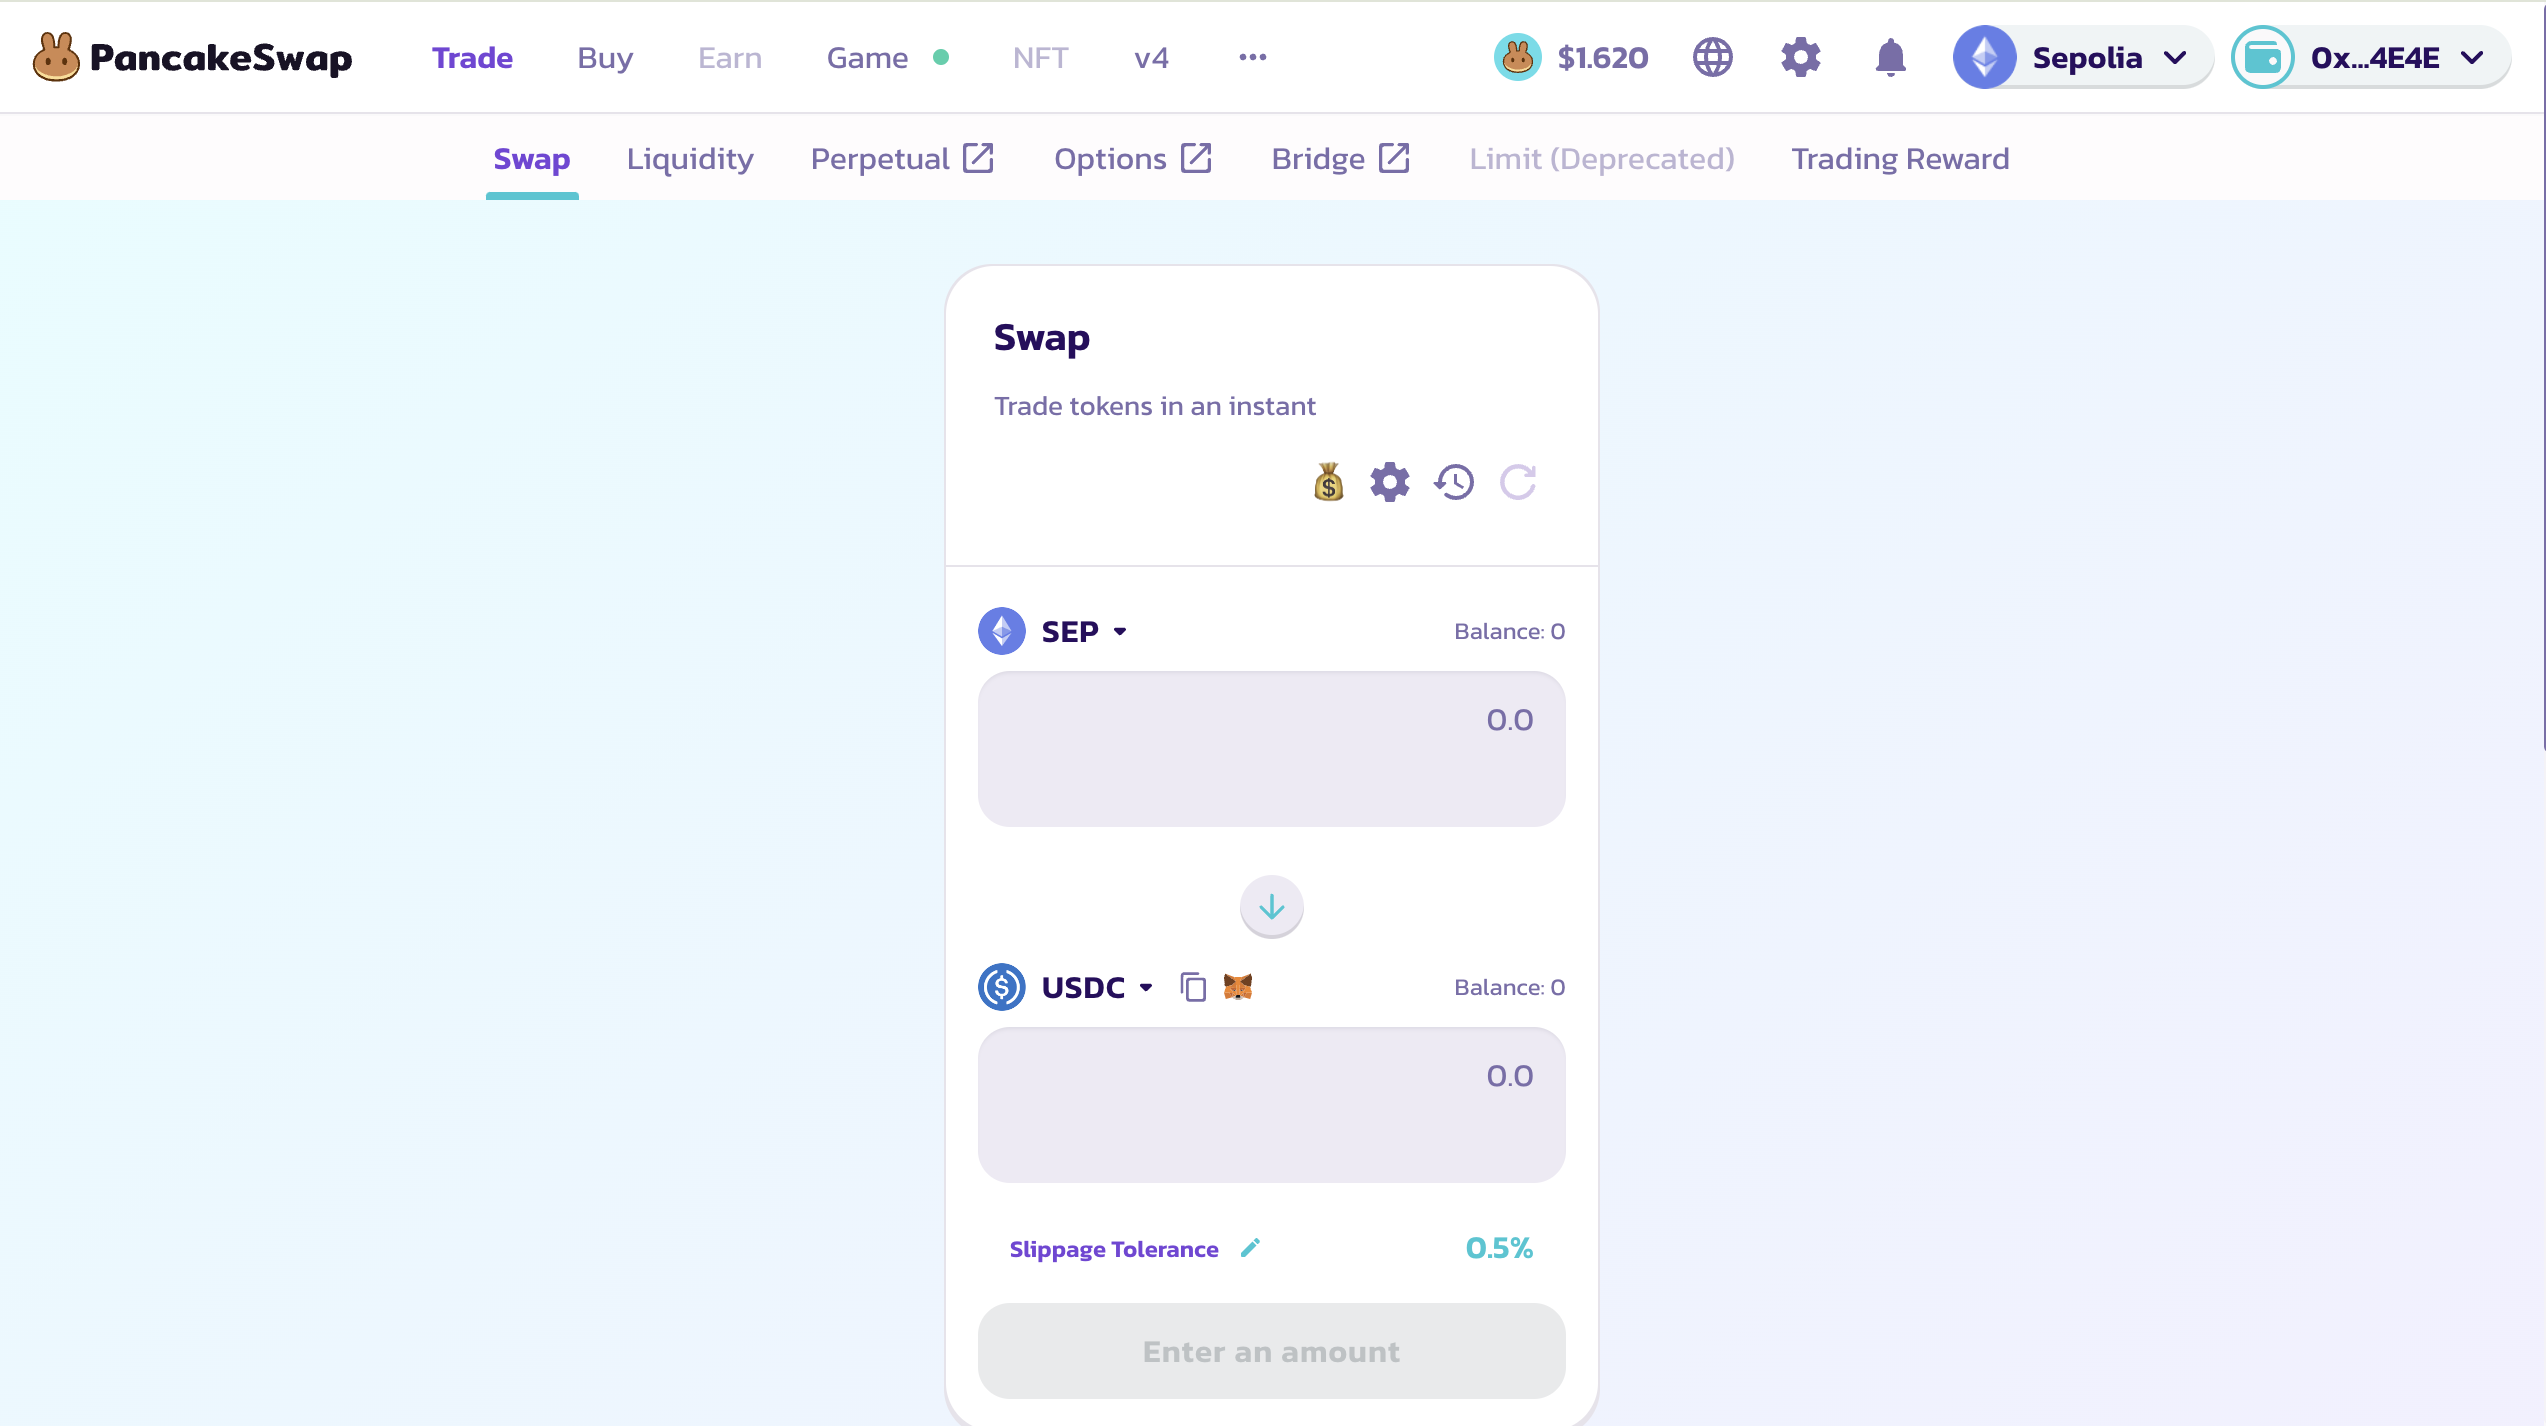 PancakeSwap Trade Buy Earn Game NFT v4 ... $1.620 Sepolia 0x...4E4E
Swap Liquidity Perpetual Options Bridge Limit (Deprecated) Trading Reward
Swap
Trade tokens in an instant
SEP Balance: 0
0.0
USDC Balance: 0
0.0
Slippage Tolerance 0.5%
Enter an amount